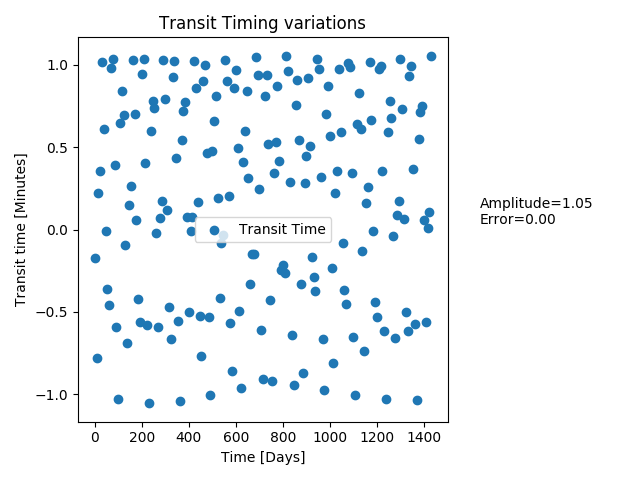 Transit Timing variations
Transit time [Minutes]
1.0
0.5
0.0
−0.5
−1.0
Transit Time
Amplitude=1.05
Error=0.00
0 200 400 600 800 1000 1200 1400
Time [Days]